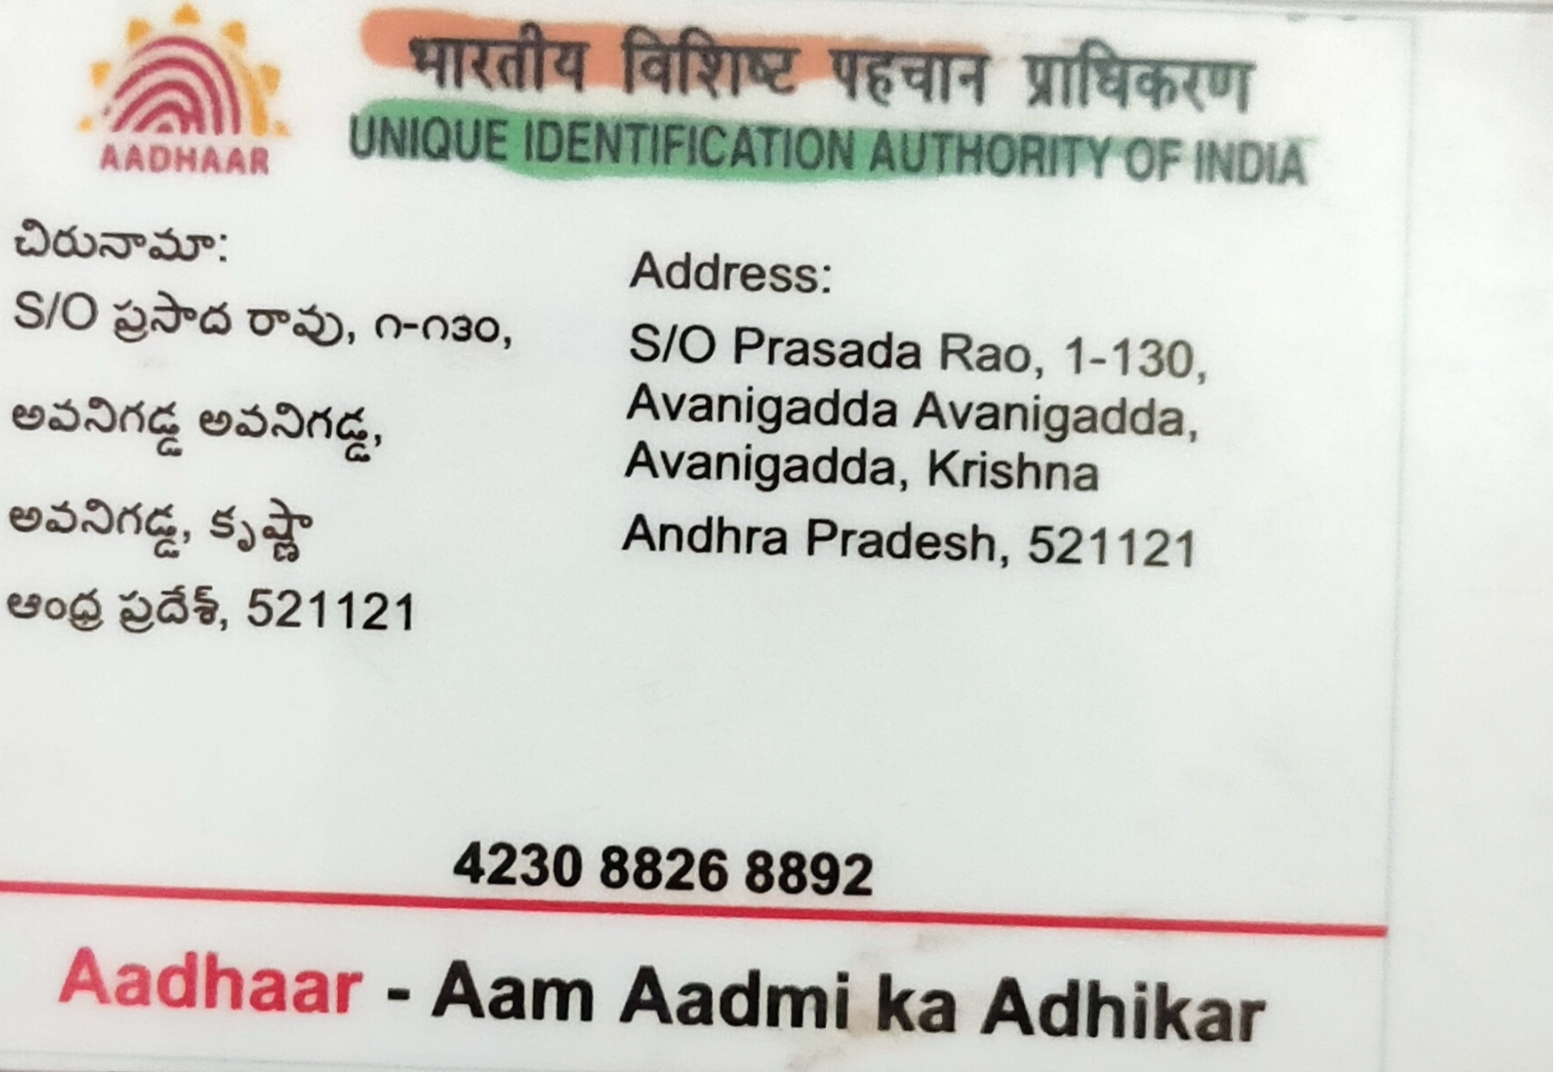 AADHAAR
भारतीय विशिष्ट पहचान प्राधिकरण
UNIQUE IDENTIFICATION AUTHORITY OF INDIA
చిరునామా:
S/O ప్రసాద రావు, ౧-౧౩౦,
అవనిగడ్డ అవనిగడ్డ,
అవనిగడ్డ, కృష్ణా
ఆంధ్ర ప్రదేశ్, 521121
Address:
S/O Prasada Rao, 1-130,
Avanigadda Avanigadda,
Avanigadda, Krishna
Andhra Pradesh, 521121
4230 8826 8892
Aadhaar - Aam Aadmi ka Adhikar